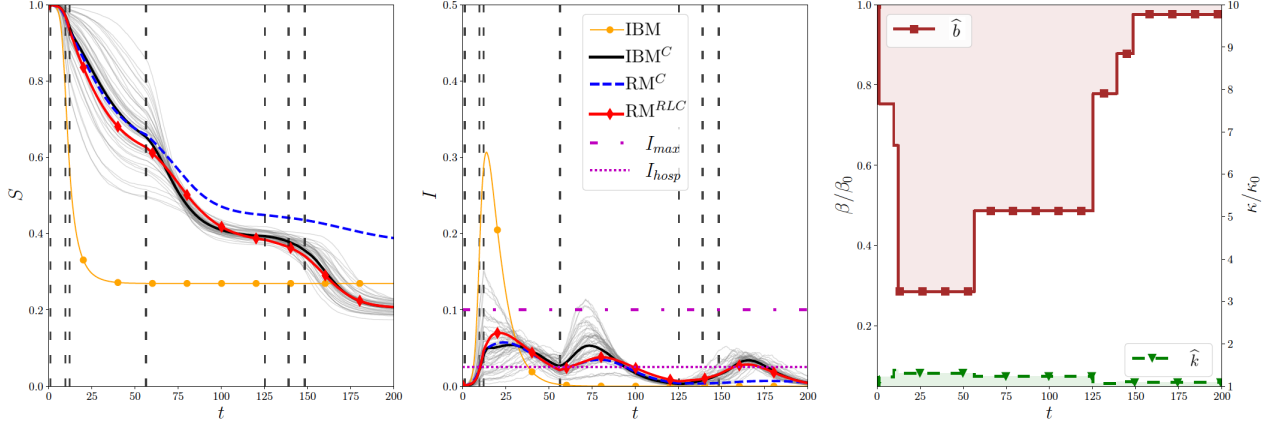 1.0
0.8
0.6
0.4
0.2
0.0
S
0 25 50 75 100 125 150 175 200
t
0.5
0.4
0.3
0.2
0.1
0.0
I
IBM
IBM^C
RM^C
RM^{RLC}
I_{max}
I_{hosp}
0 25 50 75 100 125 150 175 200
t
1.0
0.8
0.6
0.4
0.2
β/β_0
b̂
k̂
0 25 50 75 100 125 150 175 200
t
10
9
8
7
6
5
4
3
2
1
κ/κ_0